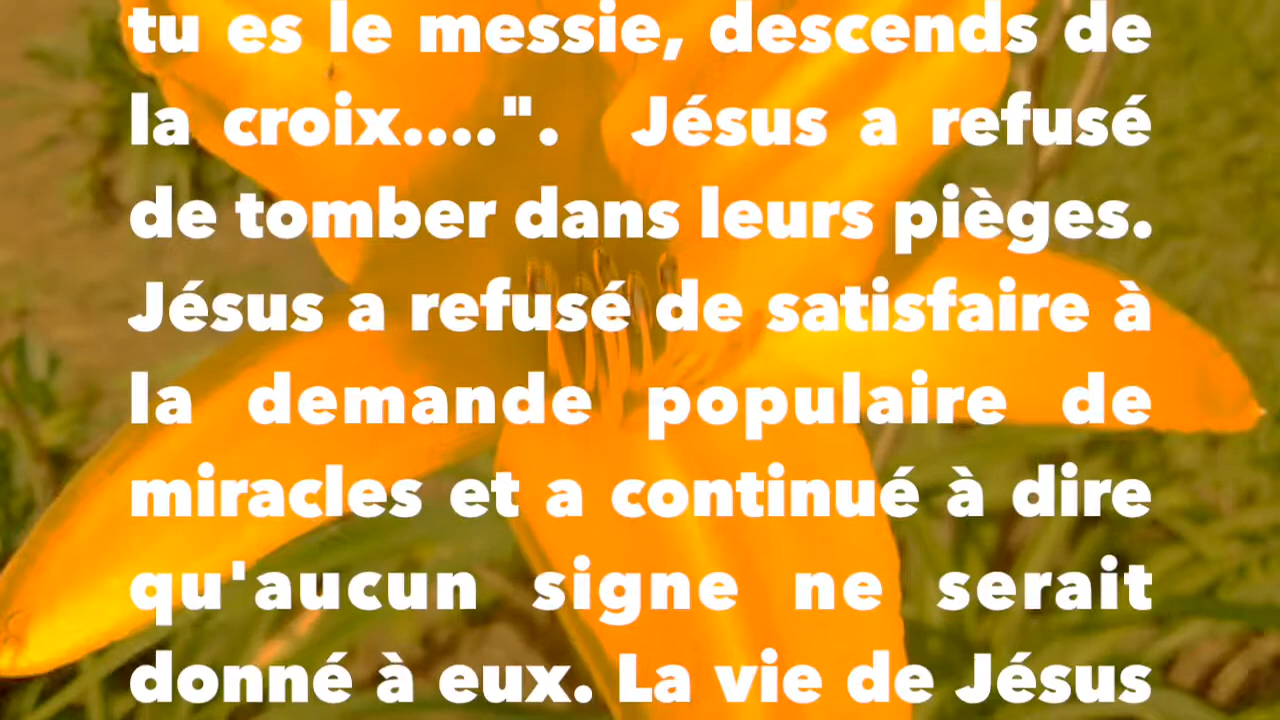 tu es le messie, descends de
la croix....". Jésus a refusé
de tomber dans leurs pièges.
Jésus a refusé de satisfaire à
la demande populaire de
miracles et a continué à dire
qu'aucun signe ne serait
donné à eux. La vie de Jésus